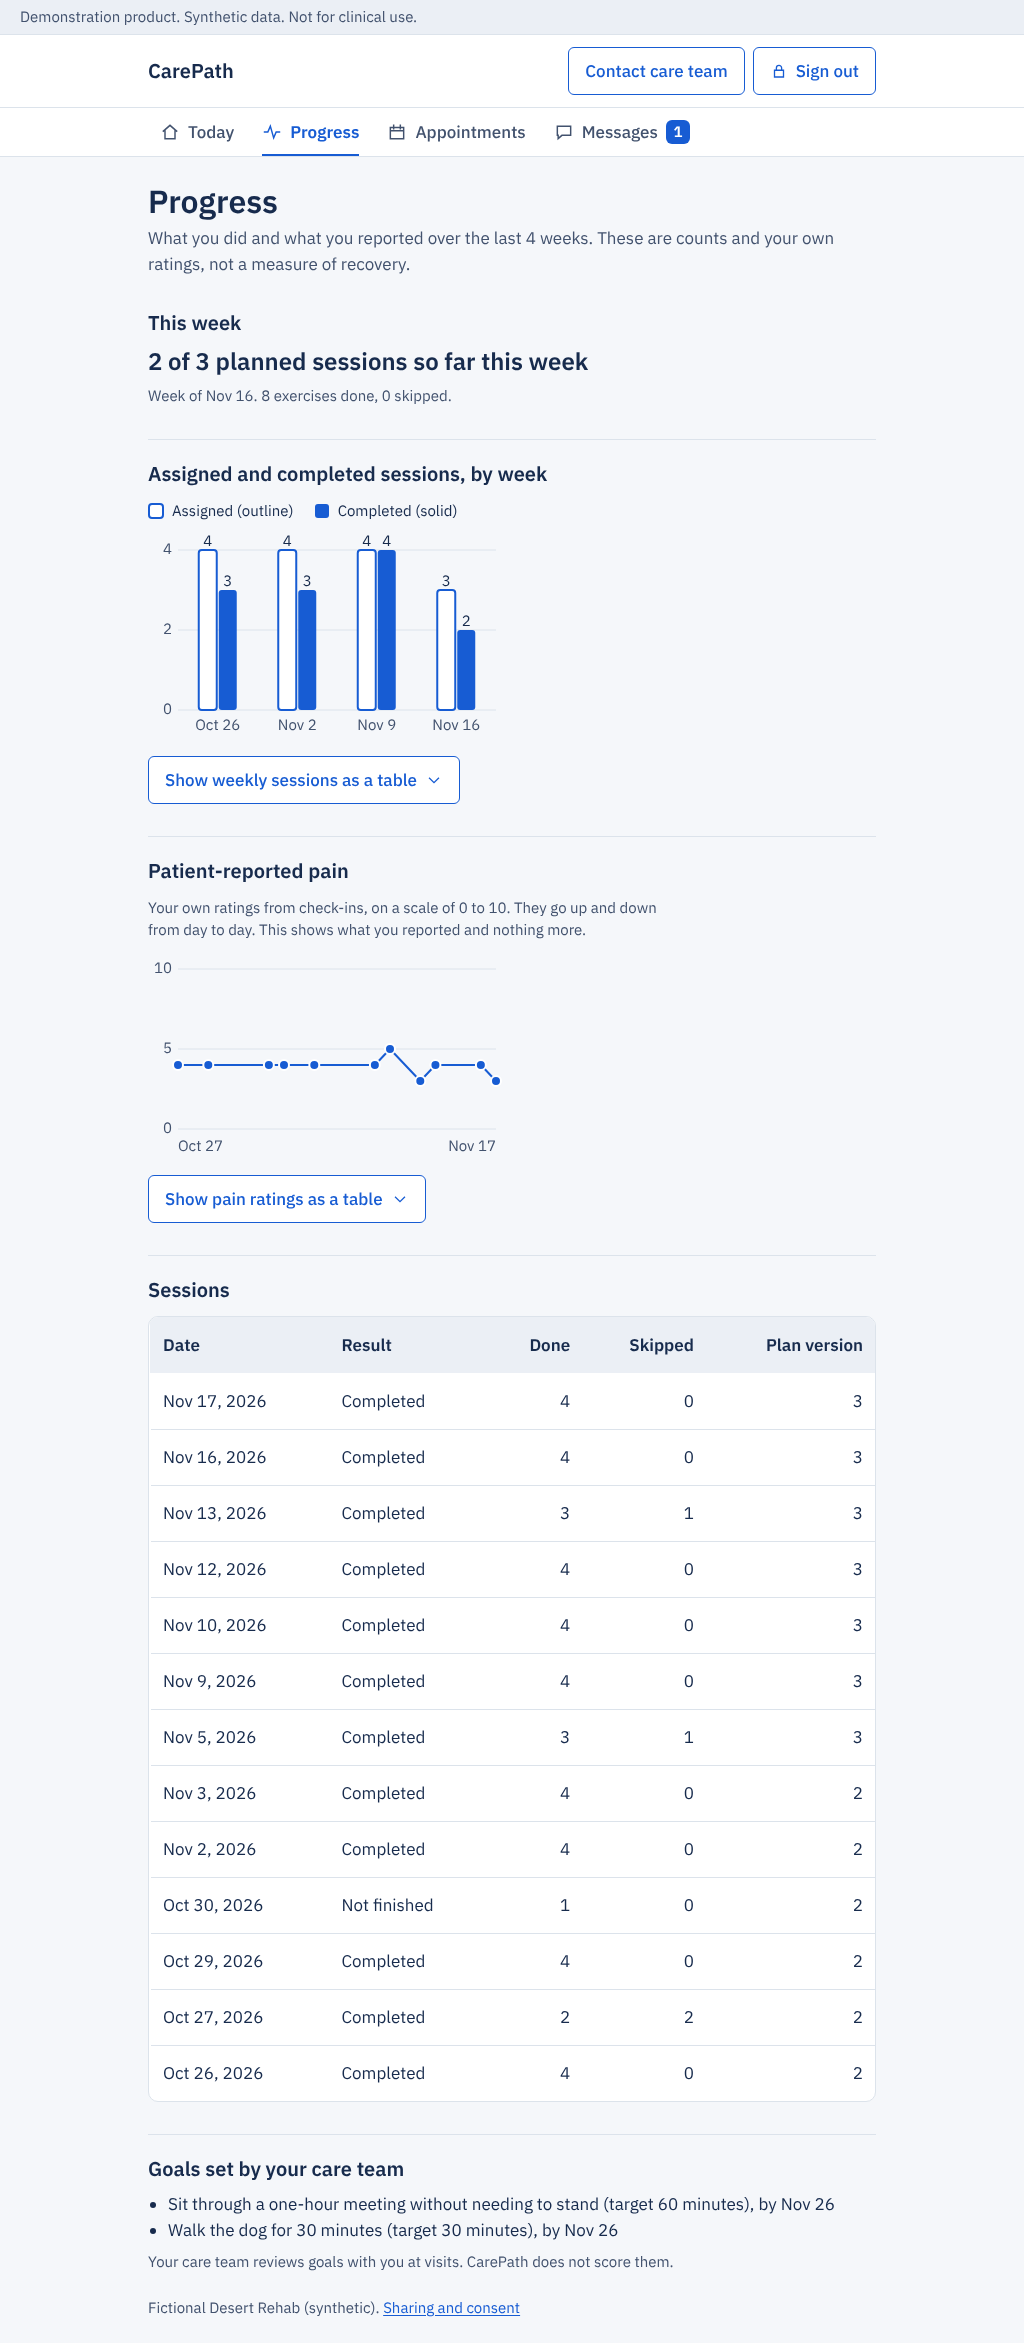 Demonstration product. Synthetic data. Not for clinical use.
CarePath
Contact care team
Sign out
Today
Progress
Appointments
Messages 1
Progress
What you did and what you reported over the last 4 weeks. These are counts and your own
ratings, not a measure of recovery.
This week
2 of 3 planned sessions so far this week
Week of Nov 16. 8 exercises done, 0 skipped.
Assigned and completed sessions, by week
Assigned (outline) Completed (solid)
4 4 4 4
4
3 3 3
2
2
0
Oct 26 Nov 2 Nov 9 Nov 16
Show weekly sessions as a table
Patient-reported pain
Your own ratings from check-ins, on a scale of 0 to 10. They go up and down
from day to day. This shows what you reported and nothing more.
10
5
0
Oct 27 Nov 17
Show pain ratings as a table
Sessions
Date Result Done Skipped Plan version
Nov 17, 2026 Completed 4 0 3
Nov 16, 2026 Completed 4 0 3
Nov 13, 2026 Completed 3 1 3
Nov 12, 2026 Completed 4 0 3
Nov 10, 2026 Completed 4 0 3
Nov 9, 2026 Completed 4 0 3
Nov 5, 2026 Completed 3 1 3
Nov 3, 2026 Completed 4 0 2
Nov 2, 2026 Completed 4 0 2
Oct 30, 2026 Not finished 1 0 2
Oct 29, 2026 Completed 4 0 2
Oct 27, 2026 Completed 2 2 2
Oct 26, 2026 Completed 4 0 2
Goals set by your care team
• Sit through a one-hour meeting without needing to stand (target 60 minutes), by Nov 26
• Walk the dog for 30 minutes (target 30 minutes), by Nov 26
Your care team reviews goals with you at visits. CarePath does not score them.
Fictional Desert Rehab (synthetic). Sharing and consent